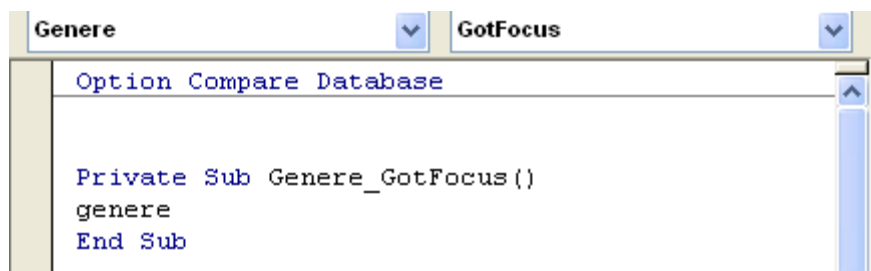 Genere GotFocus
Option Compare Database
Private Sub Genere_GotFocus()
genere
End Sub